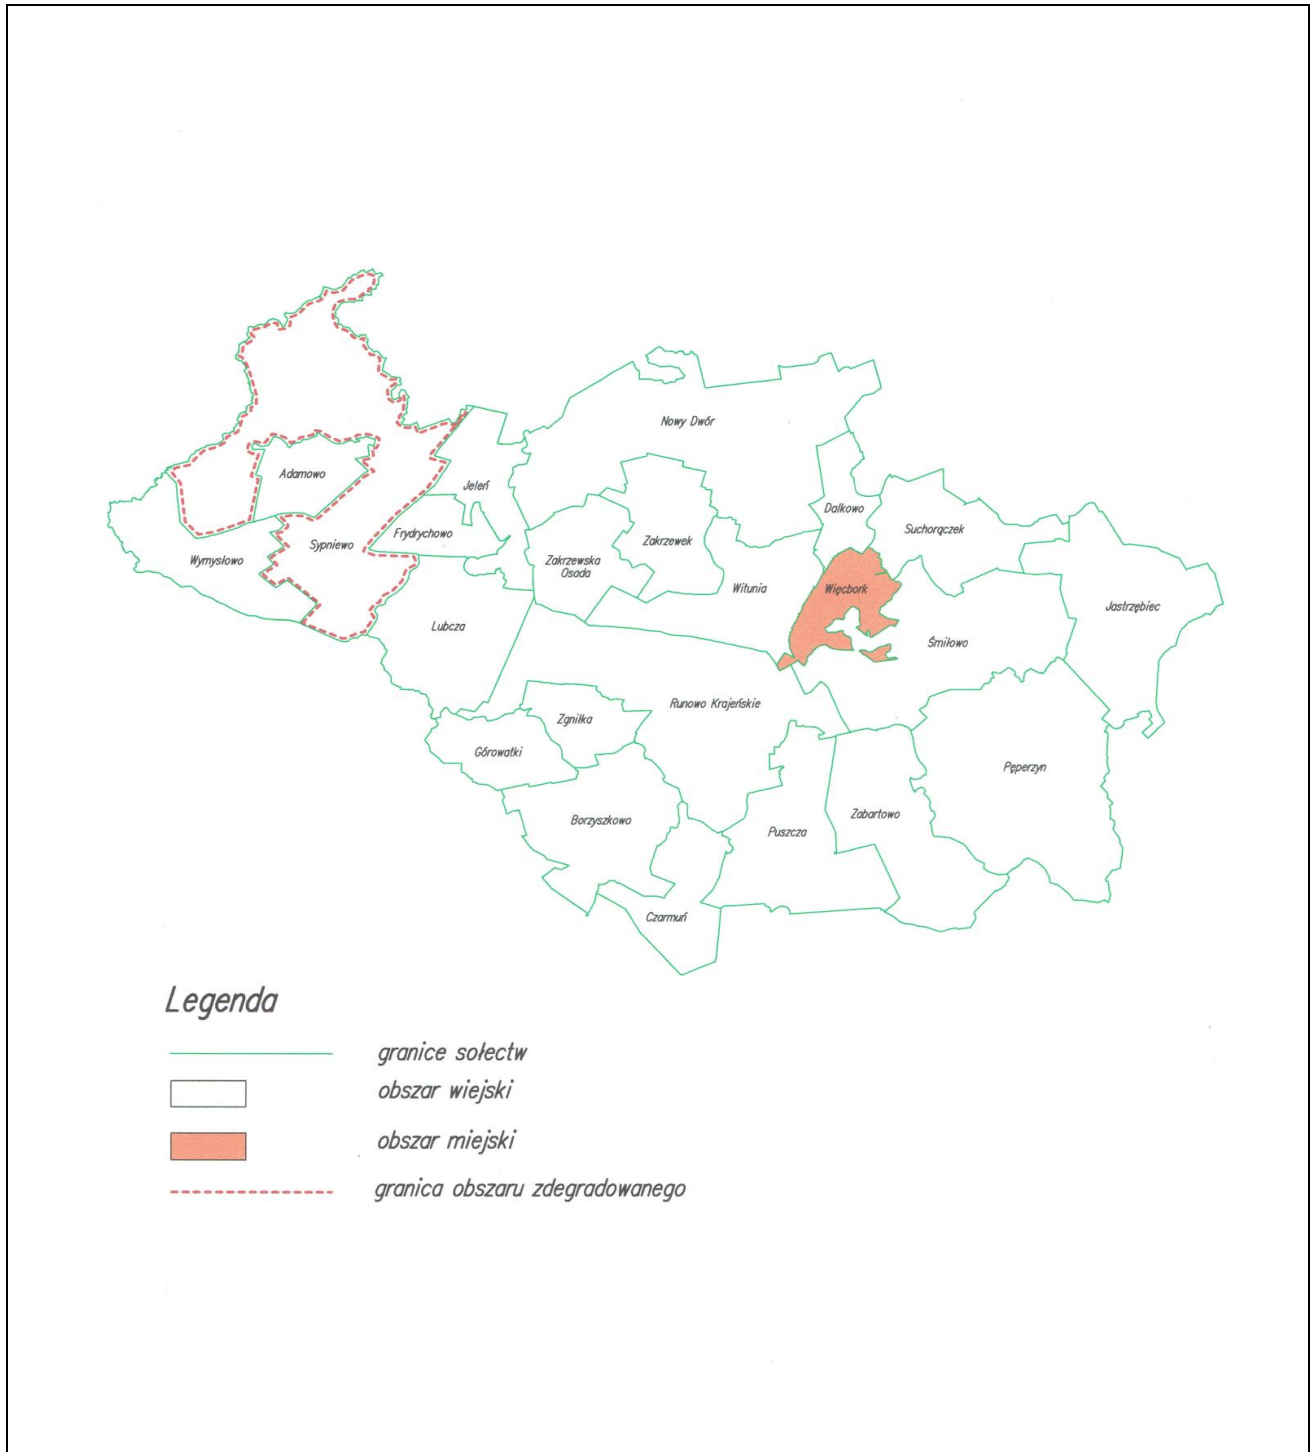 Nowy Dwór
Adamowo
Jeleń
Dalkowo
Suchorączek
Frydrychowo
Sypniewo
Zakrzewek
Wymysłowo
Zakrzewska
Osada
Witunia
Więcbork
Jastrzębiec
Lubcza
Śmiłowo
Runowo Krajeńskie
Zgniłka
Górowatki
Pęperzyn
Borzyszkowo
Puszcza
Zabartowo
Czarmuń
Legenda
granice sołectw
obszar wiejski
obszar miejski
granica obszaru zdegradowanego